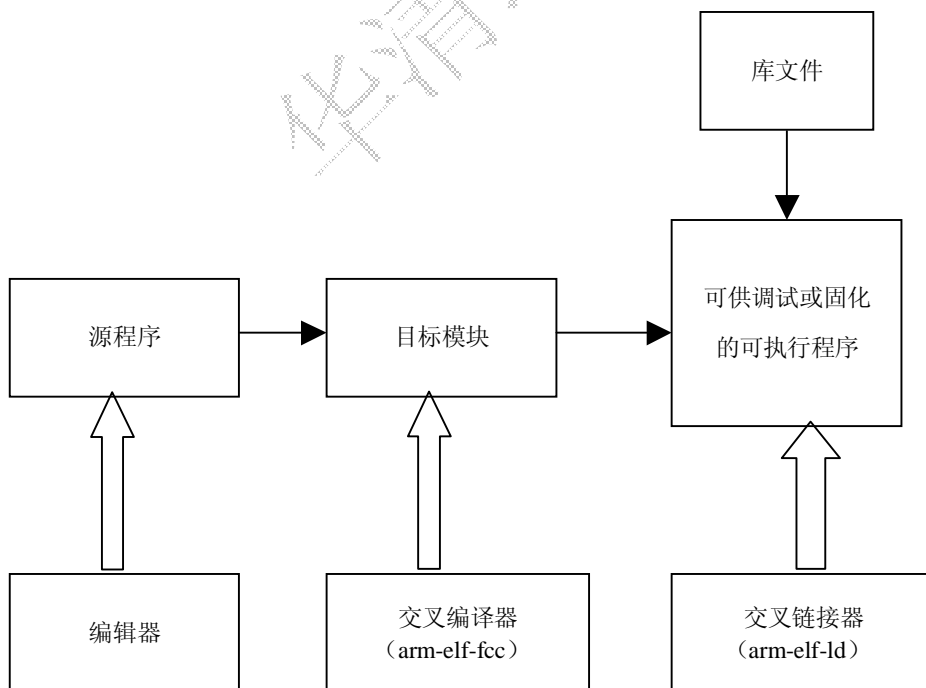 华清
库文件
可供调试或固化
的可执行程序
源程序
目标模块
编辑器
交叉编译器
（arm-elf-fcc）
交叉链接器
（arm-elf-ld）